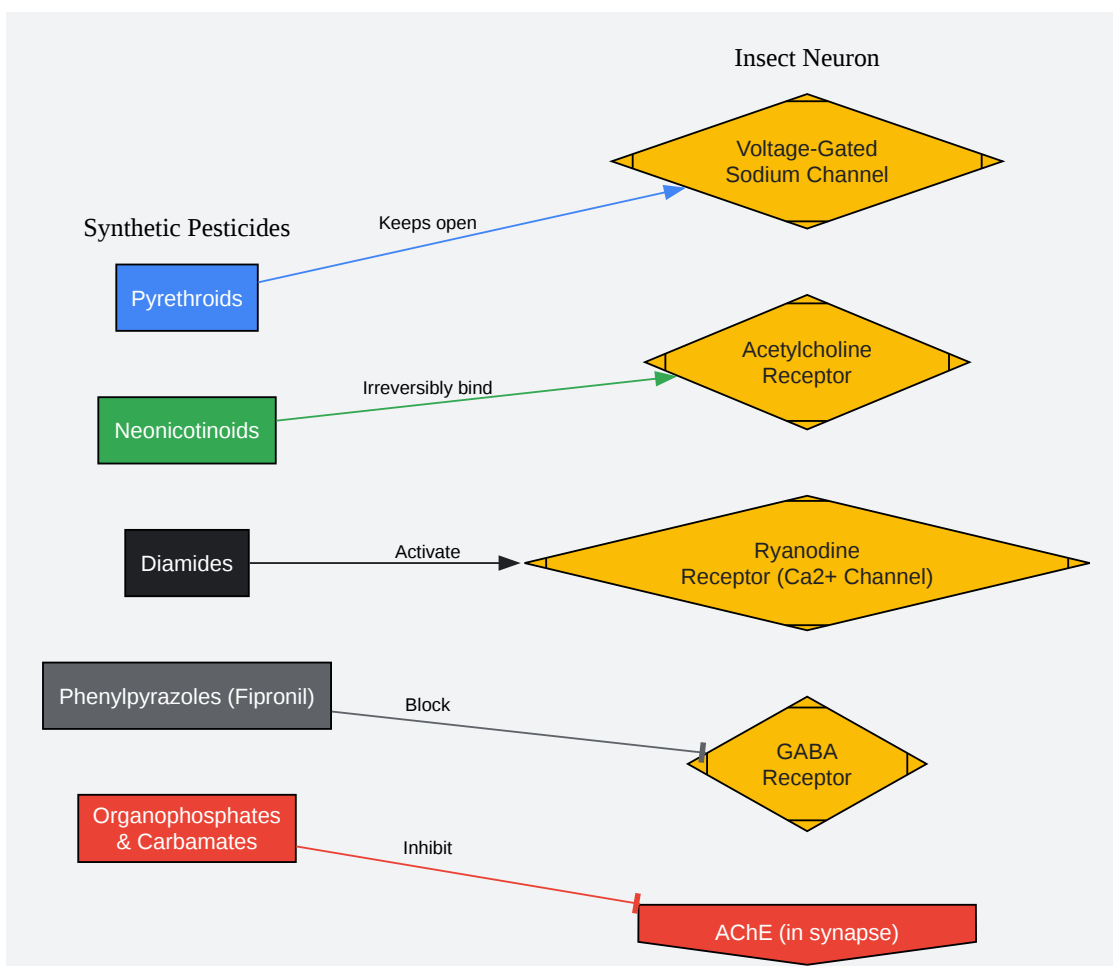 Insect Neuron
Voltage-Gated
Sodium Channel
Keeps open
Synthetic Pesticides
Pyrethroids
Acetylcholine
Receptor
Irreversibly bind
Neonicotinoids
Ryanodine
Receptor (Ca2+ Channel)
Activate
Diamides
Phenylpyrazoles (Fipronil)
Block
GABA
Receptor
Organophosphates
& Carbamates
Inhibit
AChE (in synapse)